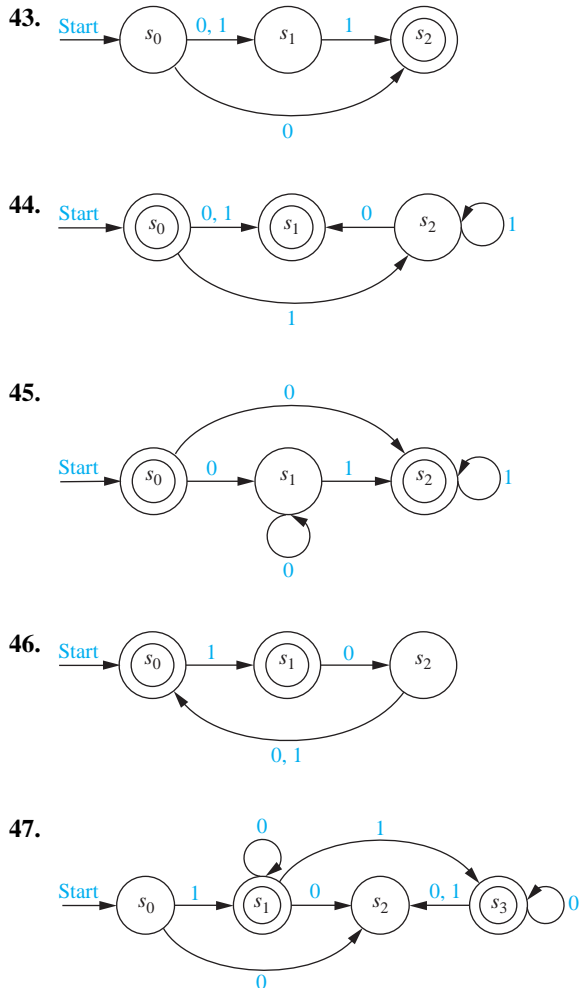 43. Start s0 0, 1 s1 1 s2
0
44. Start s0 0, 1 s1 0 s2 1
1
45.
0
Start s0 0 s1 1 s2 1
0
46. Start s0 1 s1 0 s2
0, 1
47.
0 1
Start s0 1 s1 0 s2 0, 1 s3 0
0